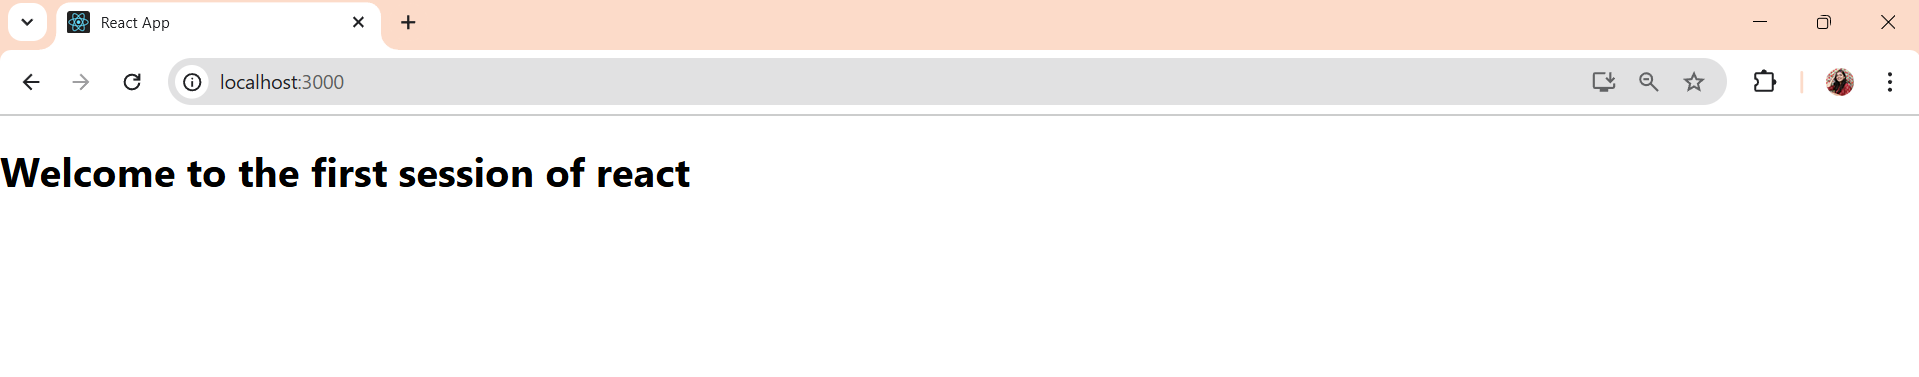 React App
localhost:3000
Welcome to the first session of react